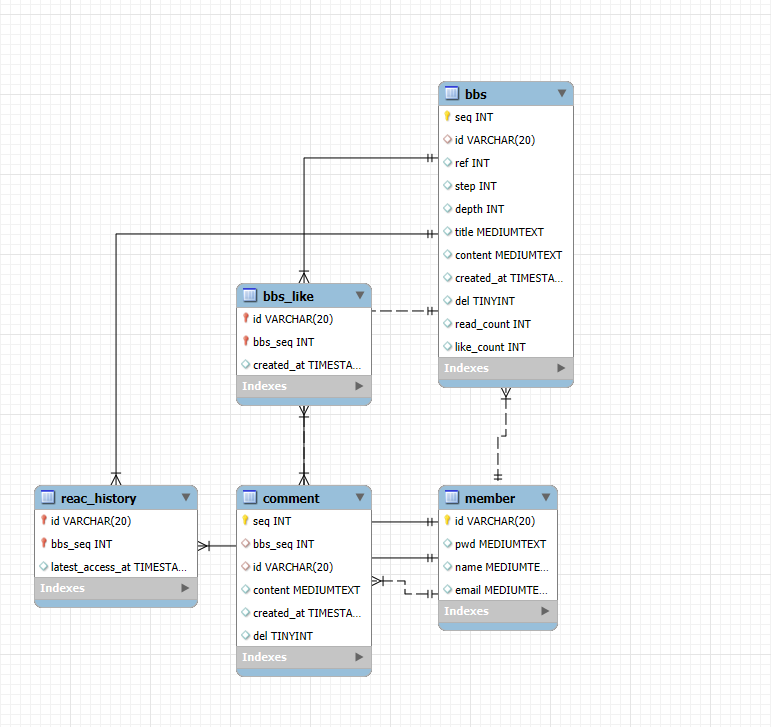 bbs
seq INT
id VARCHAR(20)
ref INT
step INT
depth INT
title MEDIUMTEXT
content MEDIUMTEXT
created_at TIMESTA...
del TINYINT
read_count INT
like_count INT
Indexes
bbs_like
id VARCHAR(20)
bbs_seq INT
created_at TIMESTA...
Indexes
reac_history
id VARCHAR(20)
bbs_seq INT
latest_access_at TIMESTA...
Indexes
comment
seq INT
bbs_seq INT
id VARCHAR(20)
content MEDIUMTEXT
created_at TIMESTA...
del TINYINT
Indexes
member
id VARCHAR(20)
pwd MEDIUMTEXT
name MEDIUMTE...
email MEDIUMTE...
Indexes